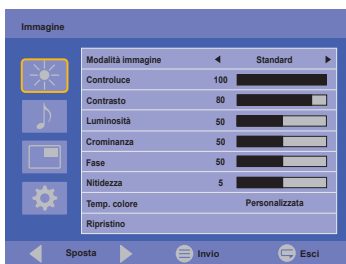 Immagine
Modalità immagine Standard
Controluce 100
Contrasto 80
Luminosità 50
Crominanza 50
Fase 50
Nitidezza 5
Temp. colore Personalizzata
Ripristino
Sposta Invio Esci